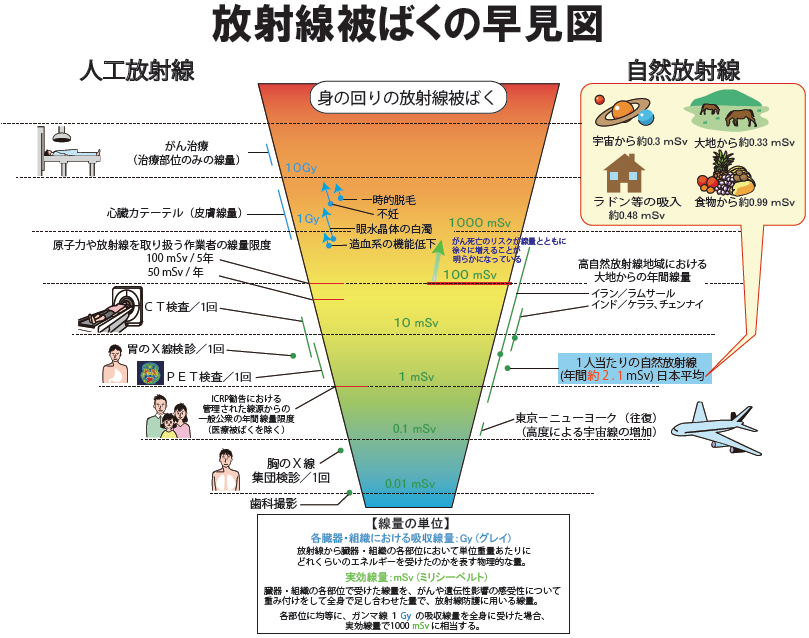 放射線被ばくの早見図
人工放射線
自然放射線
身の回りの放射線被ばく
宇宙から約0.3 mSv
大地から約0.33 mSv
ラドン等の吸入
約0.48 mSv
食物から約0.99 mSv
がん治療
(治療部位のみの線量)
10Gy
心臓カテーテル(皮膚線量)
1Gy
一時的脱毛
不妊
眼水晶体の白濁
造血系の機能低下
1000 mSv
がん死亡のリスクが線量とともに
徐々に増えることが
明らかになっている
100 mSv
原子力や放射線を取り扱う作業者の線量限度
100 mSv / 5年
50 mSv / 年
高自然放射線地域における
大地からの年間線量
イラン/ラムサール
インド/ケララ、チェンナイ
CT検査/1回
10 mSv
胃のX線検診/1回
PET検査/1回
1 mSv
1人当たりの自然放射線
(年間約2.1mSv)日本平均
ICRP勧告における
管理された線源からの
一般公衆の年間線量限度
(医療被ばくを除く)
0.1 mSv
東京ーニューヨーク(往復)
(高度による宇宙線の増加)
胸のX線
集団検診/1回
0.01 mSv
歯科撮影
【線量の単位】
各臓器・組織における吸収線量:Gy(グレイ)
放射線から臓器・組織の各部位において単位重量あたりに
どれくらいのエネルギーを受けたのかを表す物理的な量。
実効線量:mSv(ミリシーベルト)
臓器・組織の各部位で受けた線量を、がんや遺伝性影響の感受性について
重み付けをして全身で足し合わせた量で、放射線防護に用いる線量。
各部位に均等に、ガンマ線 1 Gy の吸収線量を全身に受けた場合、
実効線量で1000 mSvに相当する。